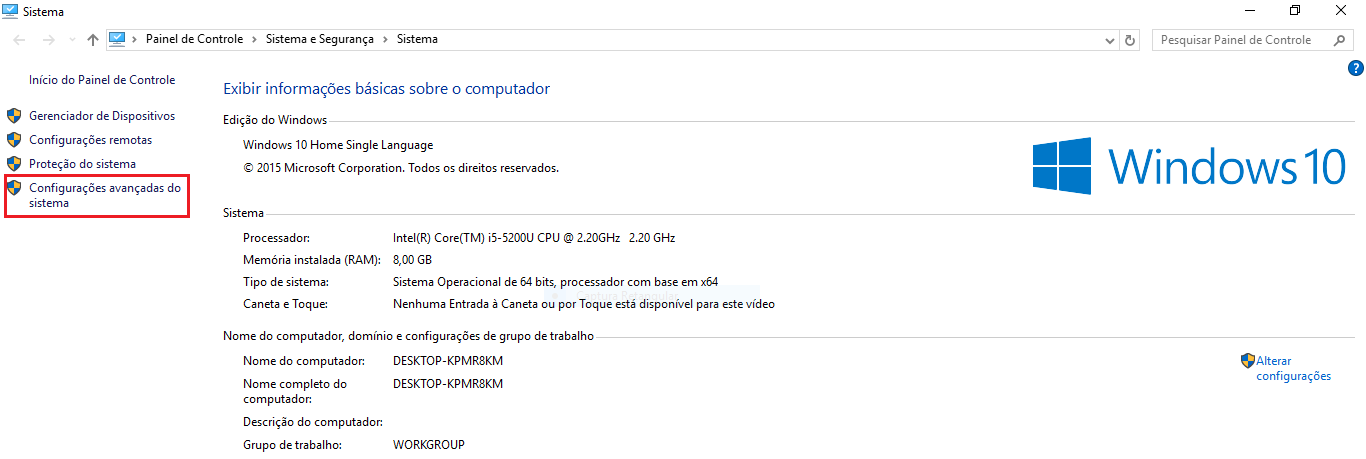 Sistema
Painel de Controle > Sistema e Segurança > Sistema
Pesquisar Painel de Controle
Início do Painel de Controle
Gerenciador de Dispositivos
Configurações remotas
Proteção do sistema
Configurações avançadas do
sistema
?
Exibir informações básicas sobre o computador
Edição do Windows
Windows 10 Home Single Language
© 2015 Microsoft Corporation. Todos os direitos reservados.
Windows 10
Sistema
Processador: Intel(R) Core(TM) i5-5200U CPU @ 2.20GHz 2.20 GHz
Memória instalada (RAM): 8,00 GB
Tipo de sistema: Sistema Operacional de 64 bits, processador com base em x64
Caneta e Toque: Nenhuma Entrada à Caneta ou por Toque está disponível para este vídeo
Nome do computador, domínio e configurações de grupo de trabalho
Nome do computador: DESKTOP-KPMR8KM
Nome completo do
computador: DESKTOP-KPMR8KM
Descrição do computador:
Grupo de trabalho: WORKGROUP
Alterar
configurações